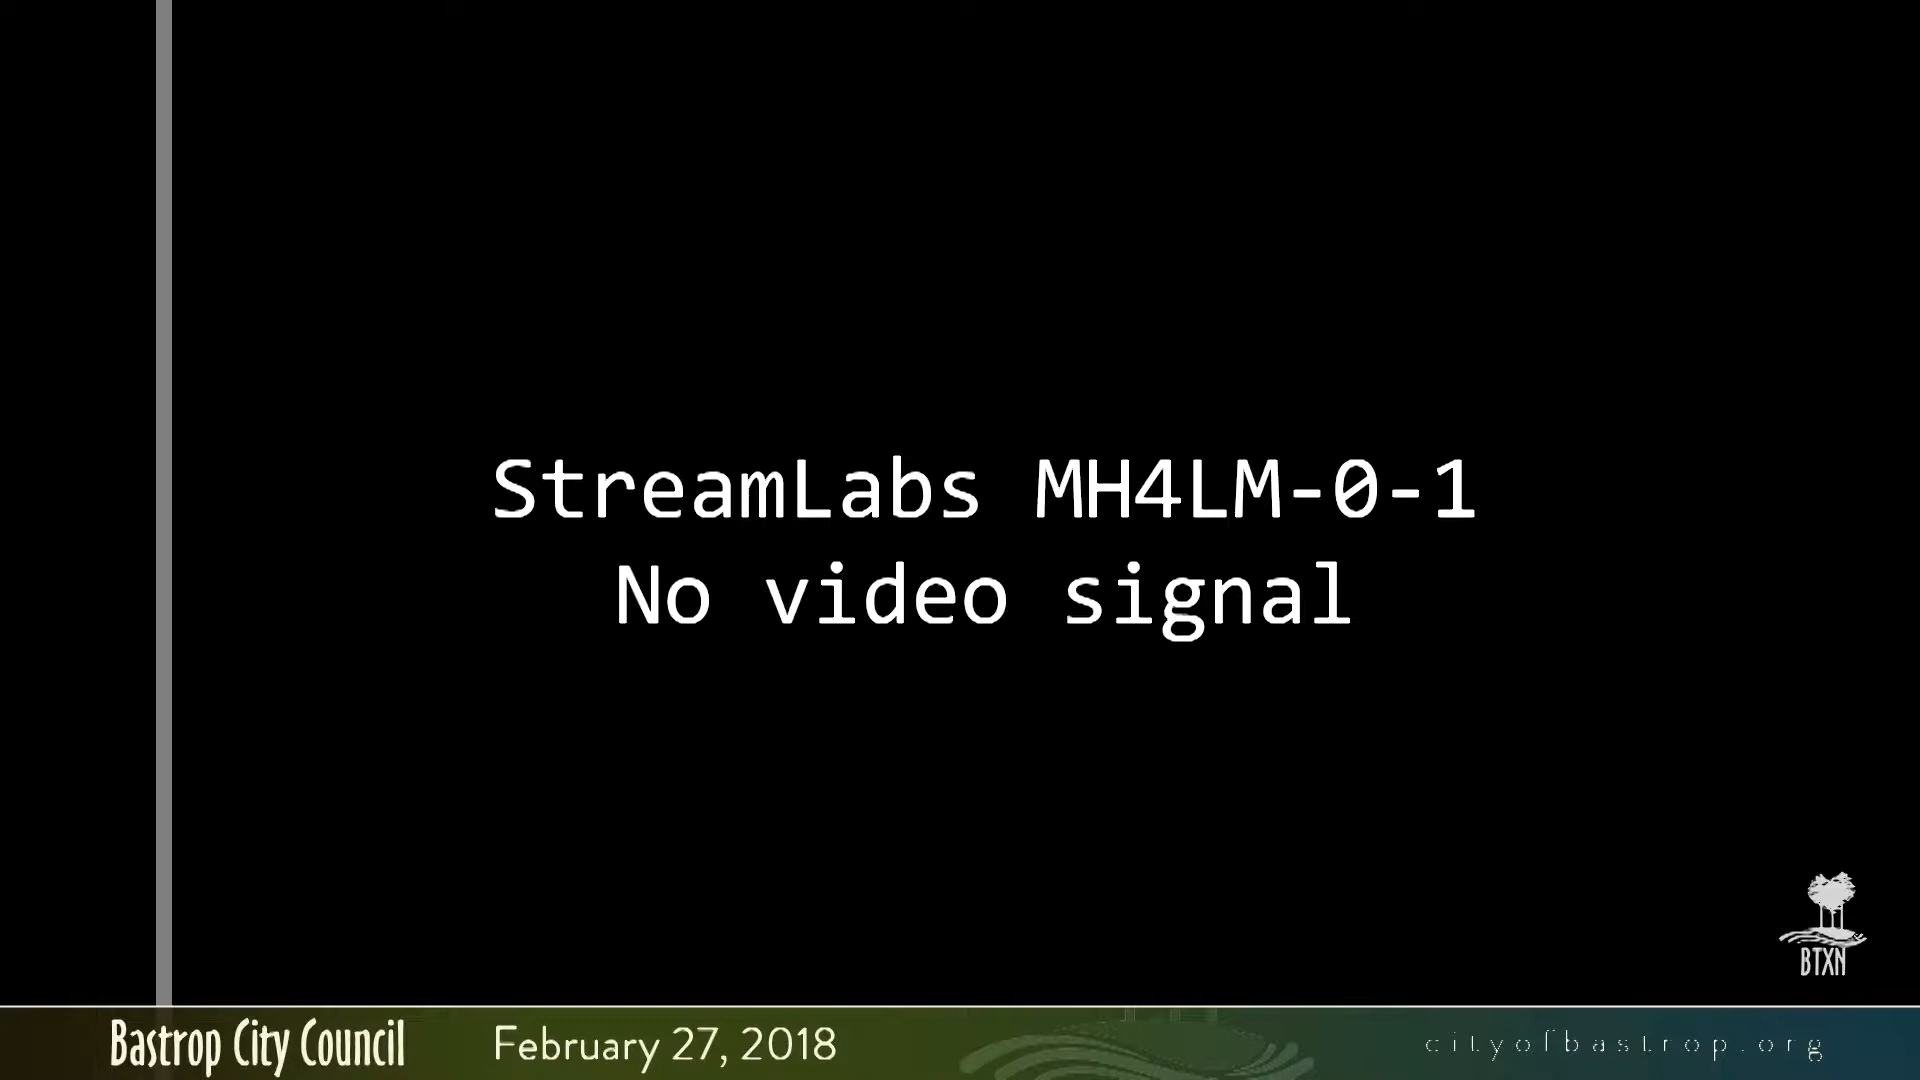 StreamLabs MH4LM-0-1
No video signal
BTXN
Bastrop City Council
February 27, 2018
cityofbastrop.org